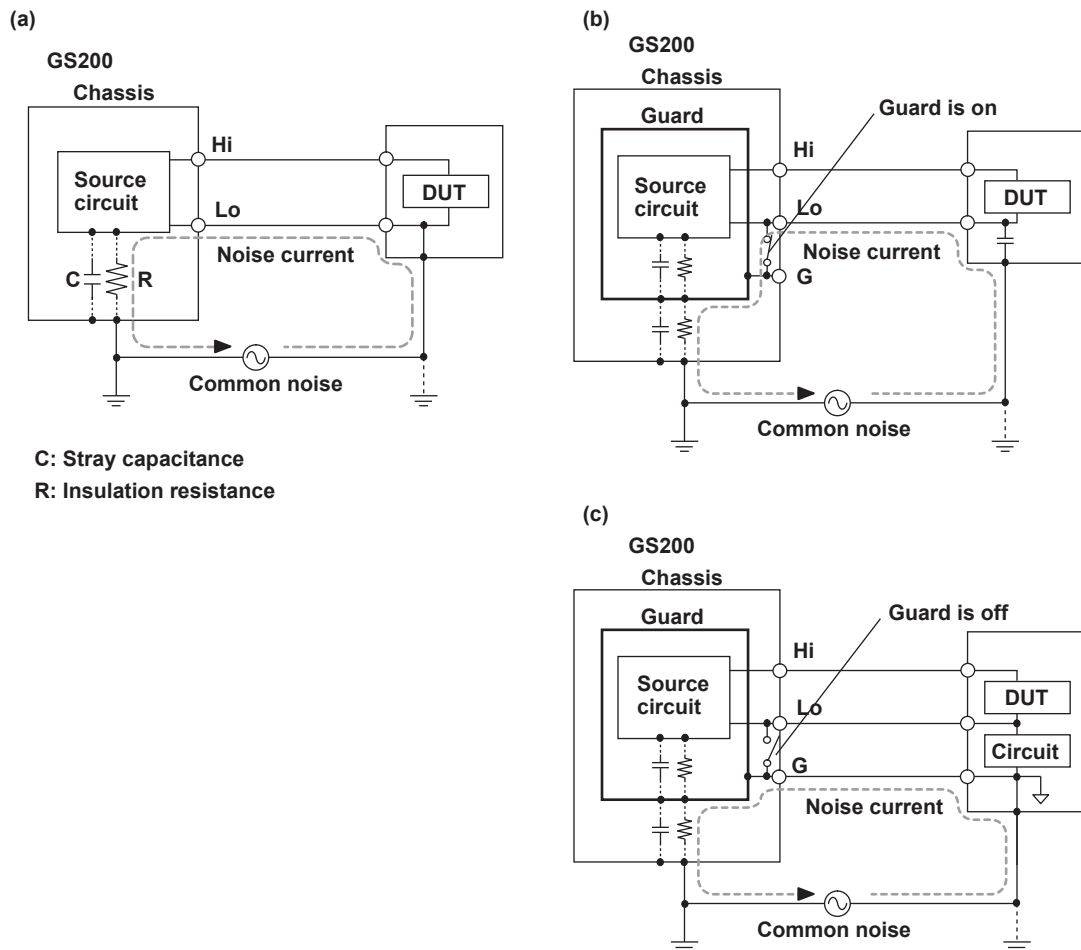 (a)
GS200
Chassis
Hi
Source
circuit
DUT
Lo
Noise current
C
R
Common noise
C: Stray capacitance
R: Insulation resistance
(b)
GS200
Chassis
Guard
Guard is on
Hi
Source
circuit
DUT
Lo
Noise current
G
Common noise
(c)
GS200
Chassis
Guard
Guard is off
Hi
Source
circuit
DUT
Lo
Circuit
G
Noise current
Common noise